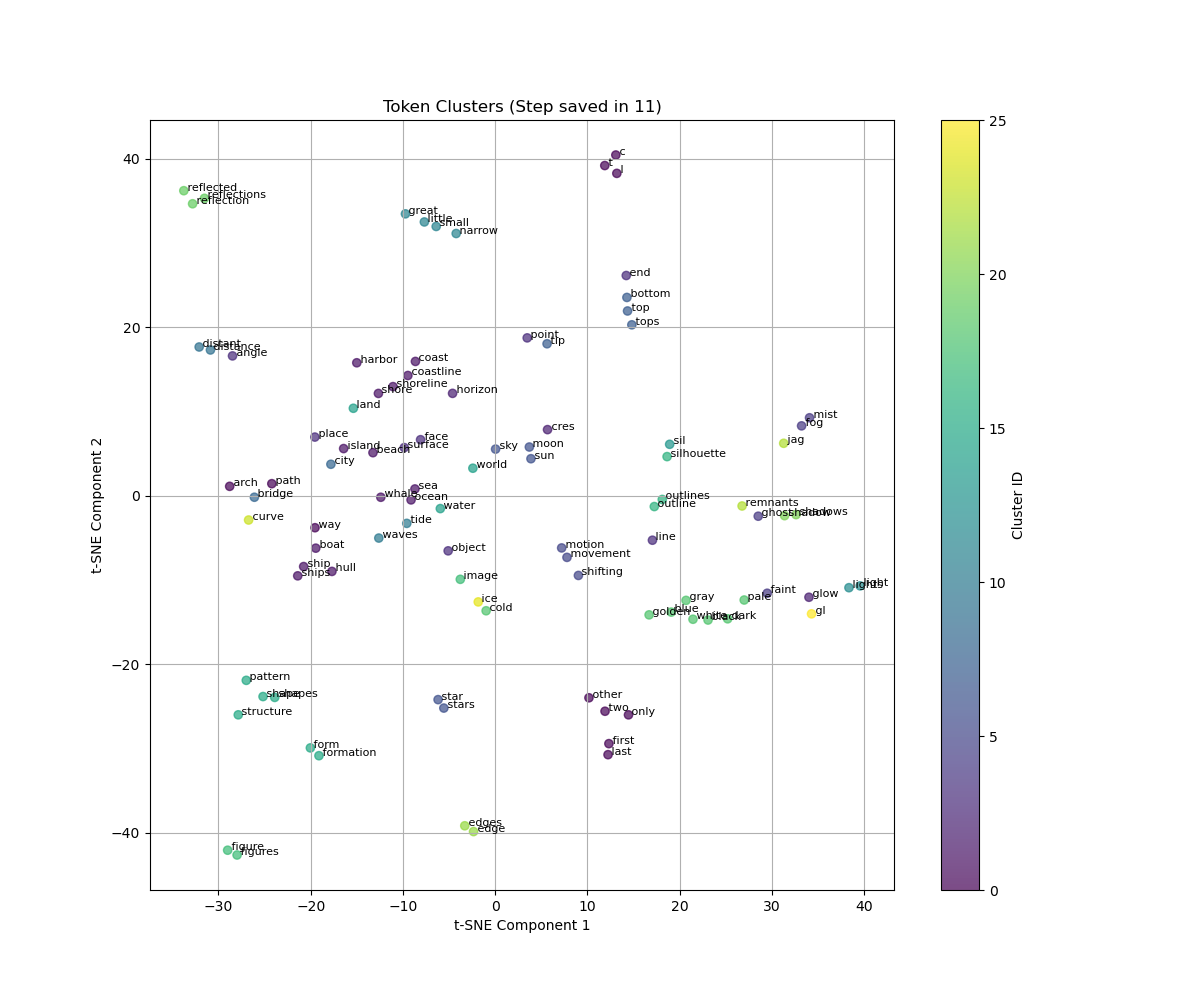 Token Clusters (Step saved in 11)
c
t
l
reflected
reflections
reflection
great
little
small
narrow
end
bottom
top
tops
point
tip
distant
distance
angle
harbor
coast
coastline
shoreline
shore
horizon
land
mist
fog
jag
cres
place
face
surface
island
beach
city
sky
moon
sun
world
sil
silhouette
arch
path
bridge
sea
whale
ocean
water
outlines
outline
remnants
ghost
shadow
shadows
curve
way
tide
waves
boat
object
line
motion
movement
shifting
ship
ships
hull
image
ice
cold
lights
light
faint
glow
gl
gray
pale
golden
blue
white
black
dark
pattern
shape
shapes
structure
star
stars
other
two
only
first
last
form
formation
edges
edge
figure
figures
40
20
0
−20
−40
t-SNE Component 2
−30
−20
−10
0
10
20
30
40
t-SNE Component 1
25
20
15
10
5
0
Cluster ID